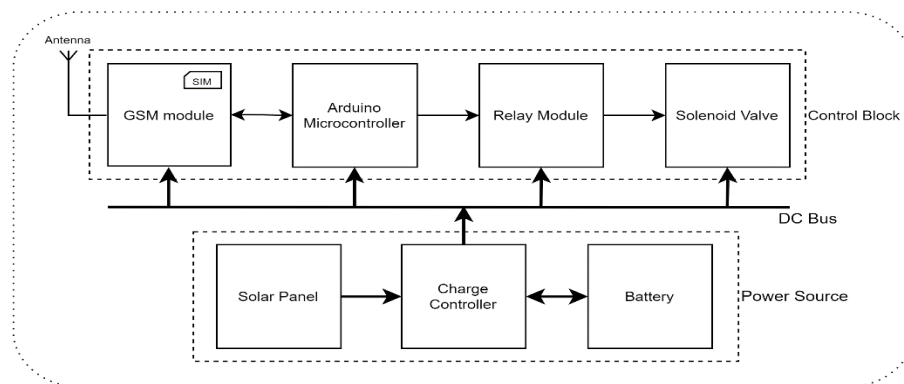 Antenna
SIM
GSM module
Arduino
Microcontroller
Relay Module
Solenoid Valve
Control Block
DC Bus
Solar Panel
Charge
Controller
Battery
Power Source